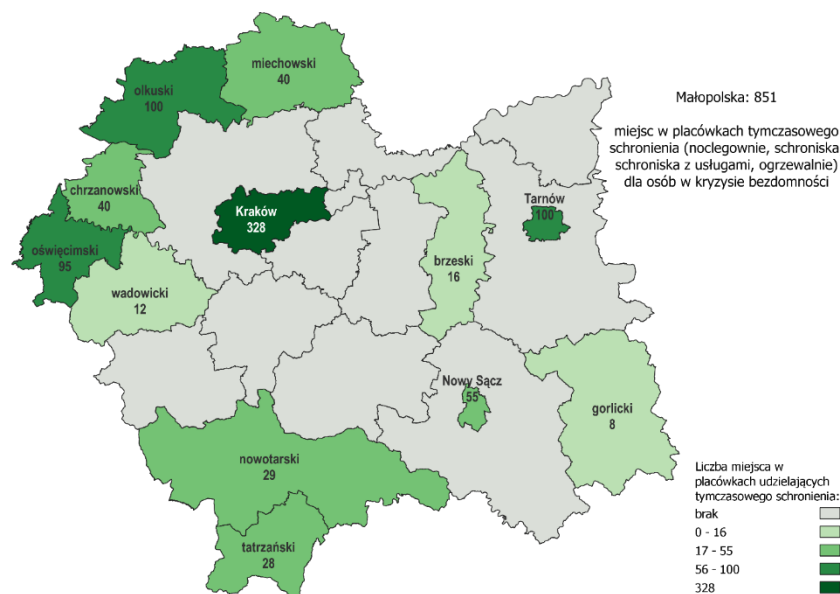 miechowski
40
olkuski
100
Małopolska: 851
miejsc w placówkach tymczasowego
schronienia (noclegownie, schroniska
schroniska z usługami, ogrzewalnie)
dla osób w kryzysie bezdomności
chrzanowski
40
Kraków
328
Tarnów
100
oświęcimski
95
brzeski
16
wadowicki
12
Nowy Sącz
55
gorlicki
8
nowotarski
29
tatrzański
28
Liczba miejsca w
placówkach udzielających
tymczasowego schronienia:
brak
0 - 16
17 - 55
56 - 100
328